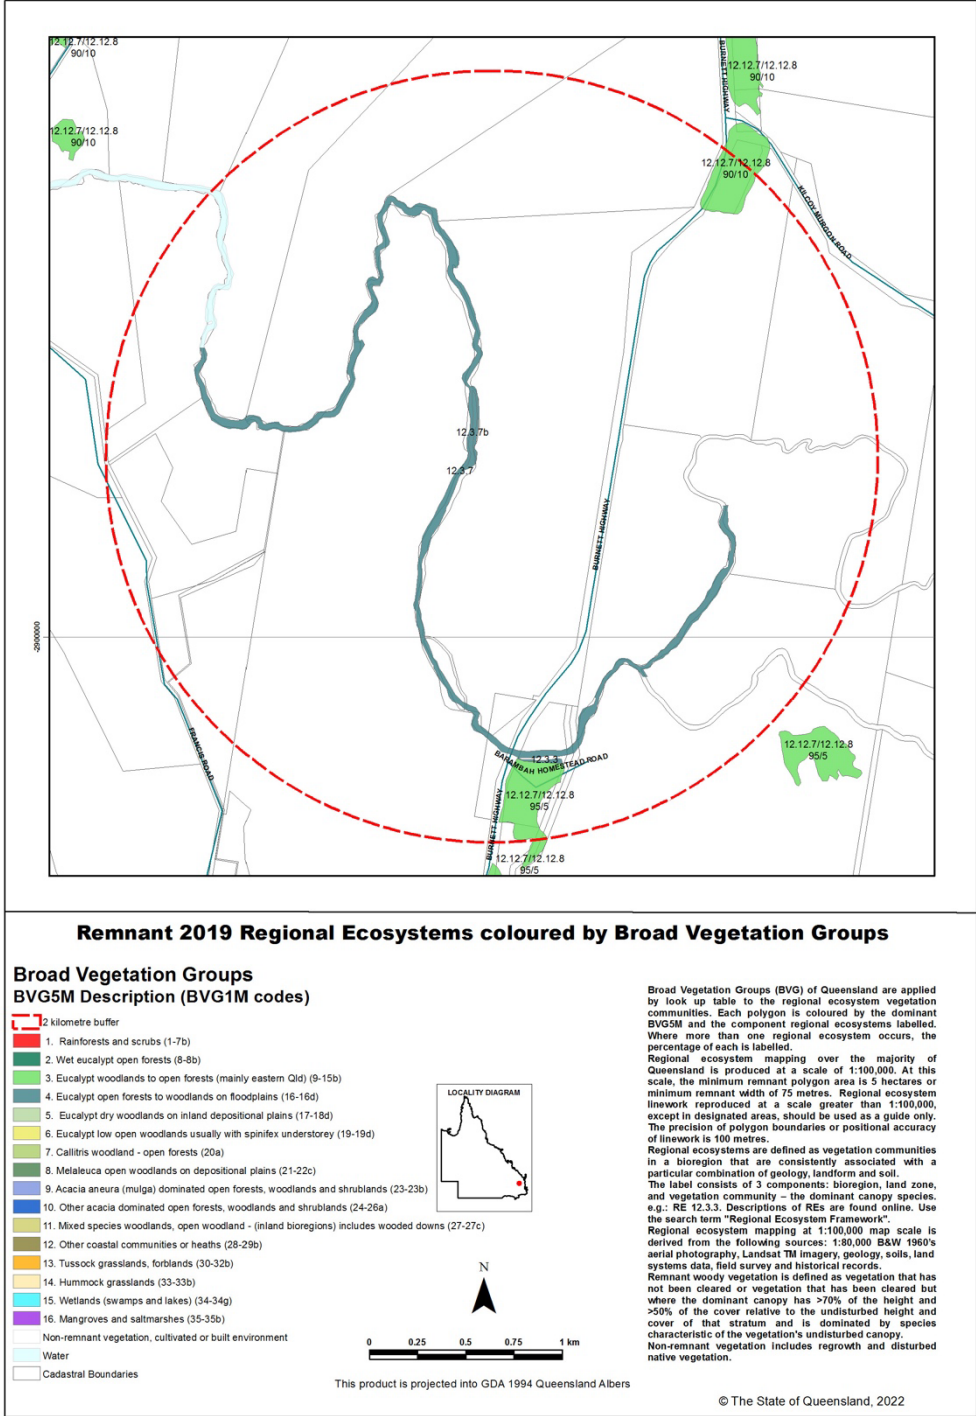 12.12.7/12.12.8
90/10
12.12.7/12.12.8
90/10
BURNETT HIGHWAY
12.12.7/12.12.8
90/10
12.12.7/12.12.8
90/10
KILCOY MURGON ROAD
12.3.7b
12.3.7
BURNETT HIGHWAY
-2900000
FRANCIS ROAD
12.3.3
BARAMBAH HOMESTEAD ROAD
12.12.7/12.12.8
95/5
12.12.7/12.12.8
95/5
BURNETT HIGHWAY
12.12.7/12.12.8
95/5
Remnant 2019 Regional Ecosystems coloured by Broad Vegetation Groups
Broad Vegetation Groups
BVG5M Description (BVG1M codes)
2 kilometre buffer
1. Rainforests and scrubs (1-7b)
2. Wet eucalypt open forests (8-8b)
3. Eucalypt woodlands to open forests (mainly eastern Qld) (9-15b)
4. Eucalypt open forests to woodlands on floodplains (16-16d)
5. Eucalypt dry woodlands on inland depositional plains (17-18d)
6. Eucalypt low open woodlands usually with spinifex understorey (19-19d)
7. Callitris woodland - open forests (20a)
8. Melaleuca open woodlands on depositional plains (21-22c)
9. Acacia aneura (mulga) dominated open forests, woodlands and shrublands (23-23b)
10. Other acacia dominated open forests, woodlands and shrublands (24-26a)
11. Mixed species woodlands, open woodland - (inland bioregions) includes wooded downs (27-27c)
12. Other coastal communities or heaths (28-29b)
13. Tussock grasslands, forblands (30-32b)
14. Hummock grasslands (33-33b)
15. Wetlands (swamps and lakes) (34-34g)
16. Mangroves and saltmarshes (35-35b)
Non-remnant vegetation, cultivated or built environment
Water
Cadastral Boundaries
LOCALITY DIAGRAM
N
0 0.25 0.5 0.75 1 km
This product is projected into GDA 1994 Queensland Albers
Broad Vegetation Groups (BVG) of Queensland are applied
by look up table to the regional ecosystem vegetation
communities. Each polygon is coloured by the dominant
BVG5M and the component regional ecosystems labelled.
Where more than one regional ecosystem occurs, the
percentage of each is labelled.
Regional ecosystem mapping over the majority of
Queensland is produced at a scale of 1:100,000. At this
scale, the minimum remnant polygon area is 5 hectares or
minimum remnant width of 75 metres. Regional ecosystem
linework reproduced at a scale greater than 1:100,000,
except in designated areas, should be used as a guide only.
The precision of polygon boundaries or positional accuracy
of linework is 100 metres.
Regional ecosystems are defined as vegetation communities
in a bioregion that are consistently associated with a
particular combination of geology, landform and soil.
The label consists of 3 components: bioregion, land zone,
and vegetation community – the dominant canopy species.
e.g.: RE 12.3.3. Descriptions of REs are found online. Use
the search term "Regional Ecosystem Framework".
Regional ecosystem mapping at 1:100,000 map scale is
derived from the following sources: 1:80,000 B&W 1960's
aerial photography, Landsat TM imagery, geology, soils, land
systems data, field survey and historical records.
Remnant woody vegetation is defined as vegetation that has
not been cleared or vegetation that has been cleared but
where the dominant canopy has >70% of the height and
>50% of the cover relative to the undisturbed height and
cover of that stratum and is dominated by species
characteristic of the vegetation's undisturbed canopy.
Non-remnant vegetation includes regrowth and disturbed
native vegetation.
© The State of Queensland, 2022